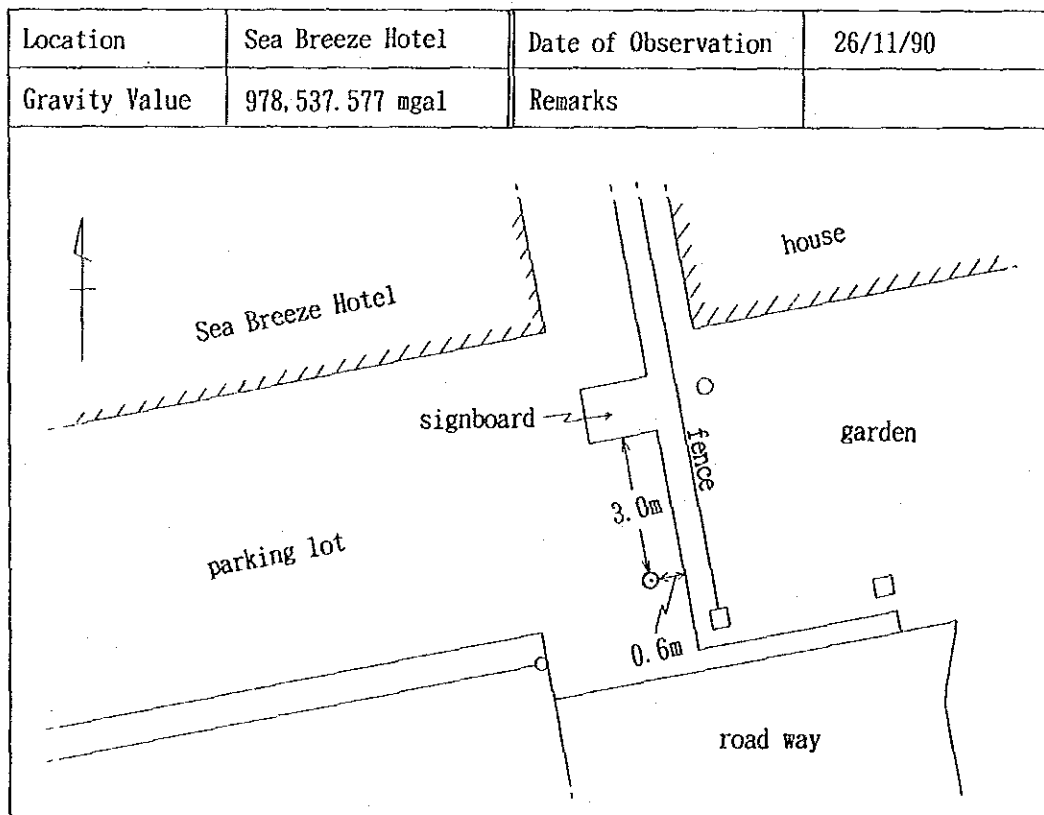 Location Sea Breeze Hotel Date of Observation 26/11/90
Gravity Value 978,537.577 mgal Remarks
house
Sea Breeze Hotel
signboard
fence
garden
3.0m
parking lot
0.6m
road way